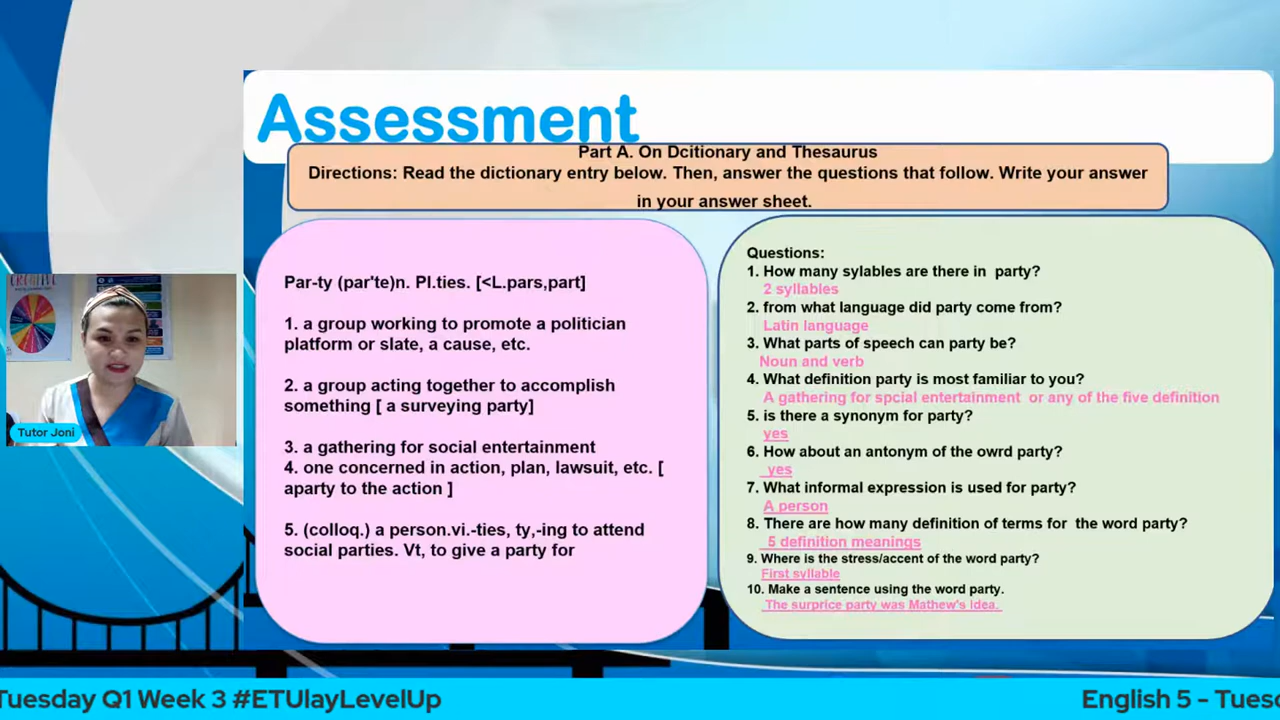 Assessment
Part A. On Dcitionary and Thesaurus
Directions: Read the dictionary entry below. Then, answer the questions that follow. Write your answer
in your answer sheet.
Par-ty (par'te)n. Pl.ties. [<L.pars,part]
1. a group working to promote a politician
platform or slate, a cause, etc.
2. a group acting together to accomplish
something [ a surveying party]
3. a gathering for social entertainment
4. one concerned in action, plan, lawsuit, etc. [
aparty to the action ]
5. (colloq.) a person.vi.-ties, ty,-ing to attend
social parties. Vt, to give a party for
Questions:
1. How many sylables are there in party?
2 syllables
2. from what language did party come from?
Latin language
3. What parts of speech can party be?
Noun and verb
4. What definition party is most familiar to you?
A gathering for spcial entertainment or any of the five definition
5. is there a synonym for party?
yes
6. How about an antonym of the owrd party?
yes
7. What informal expression is used for party?
A person
8. There are how many definition of terms for the word party?
5 definition meanings
9. Where is the stress/accent of the word party?
First syllable
10. Make a sentence using the word party.
The surprice party was Mathew's idea.
Tutor Joni
Tuesday Q1 Week 3 #ETUlayLevelUp
English 5 - Tuesd